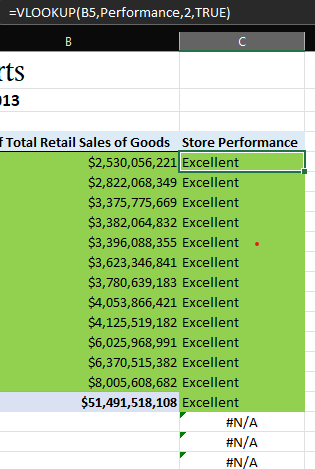 =VLOOKUP(B5,Performance,2,TRUE)
B C
rts
013
f Total Retail Sales of Goods Store Performance
$2,530,056,221 Excellent
$2,822,068,349 Excellent
$3,375,775,669 Excellent
$3,382,064,832 Excellent
$3,396,088,355 Excellent
$3,623,346,841 Excellent
$3,780,639,183 Excellent
$4,053,866,421 Excellent
$4,125,519,182 Excellent
$6,025,968,991 Excellent
$6,370,515,382 Excellent
$8,005,608,682 Excellent
$51,491,518,108 Excellent
#N/A
#N/A
#N/A